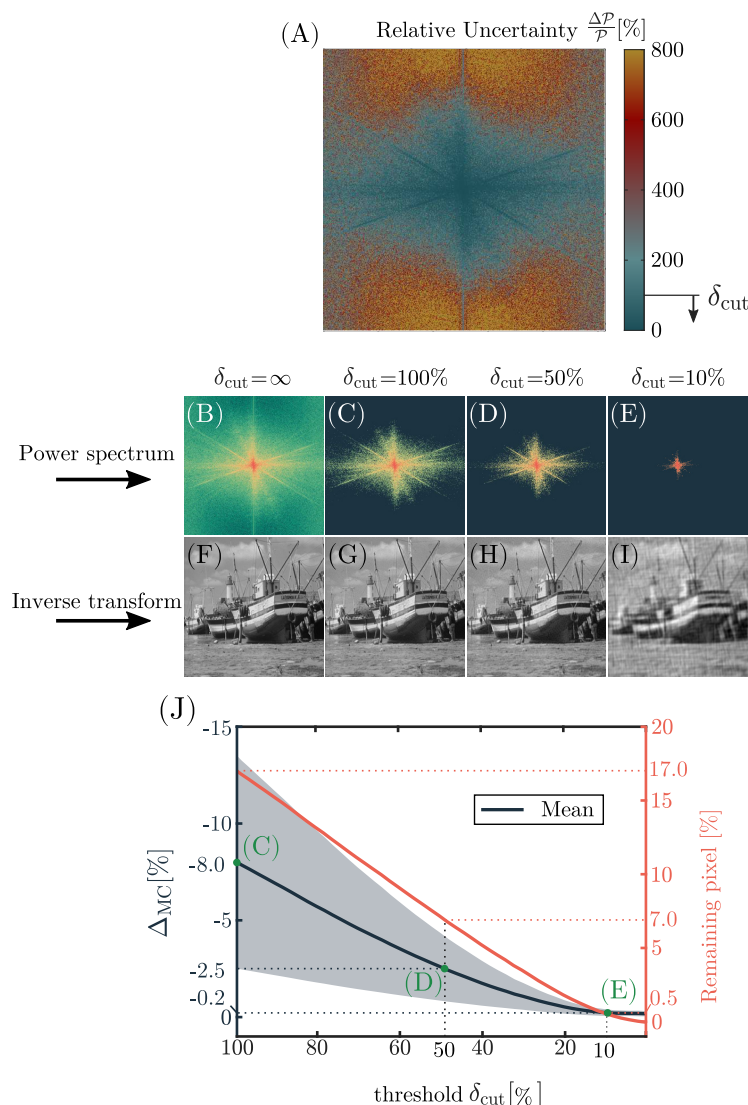 (A)
Relative Uncertainty ΔP/P [%]
800
600
400
200
0
δcut
δcut=∞
δcut=100%
δcut=50%
δcut=10%
Power spectrum
(B)
(C)
(D)
(E)
Inverse transform
(F)
(G)
(H)
(I)
(J)
ΔMC[%]
-15
-10
-8.0
-5
-2.5
-0.2
0
(C)
(D)
(E)
Mean
20
17.0
15
10
7.0
5
0.5
0
Remaining pixel [%]
100
80
60
50
40
20
10
threshold δcut[%]